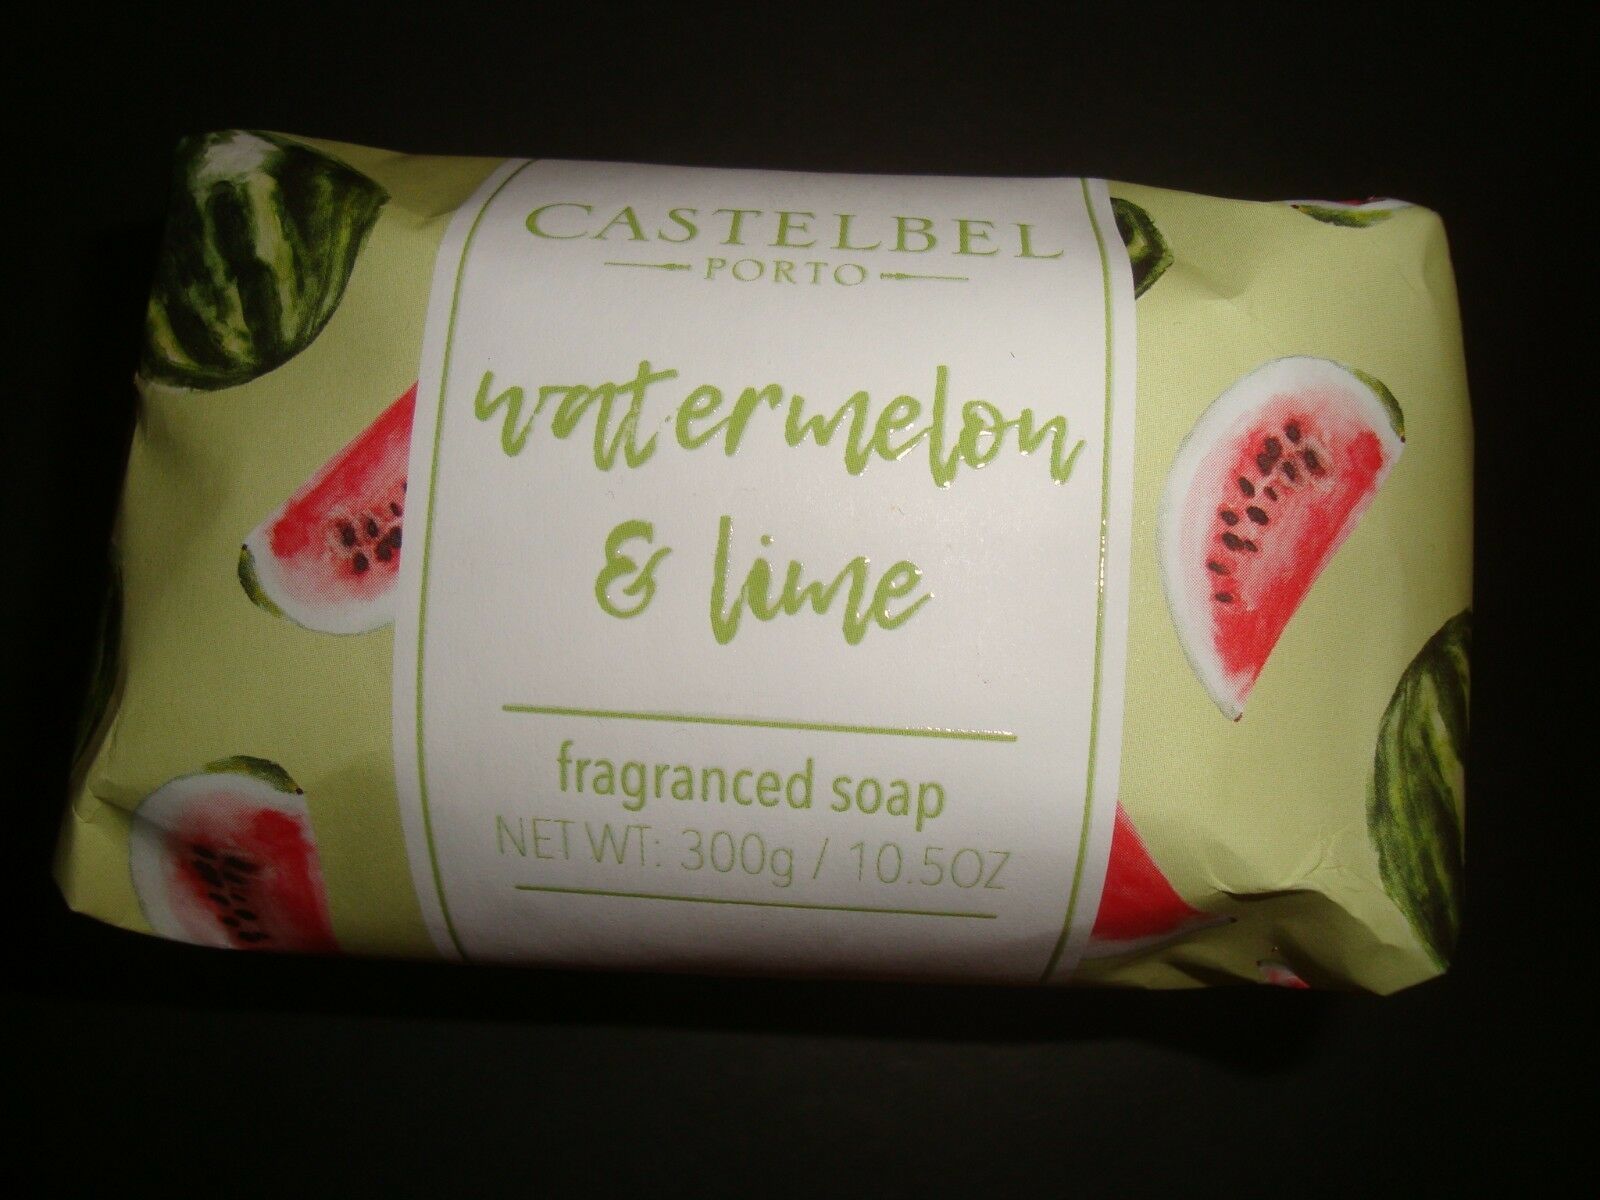 CASTELBEL
PORTO
watermelon
& lime
fragranced soap
NET WT: 300g / 10.5OZ